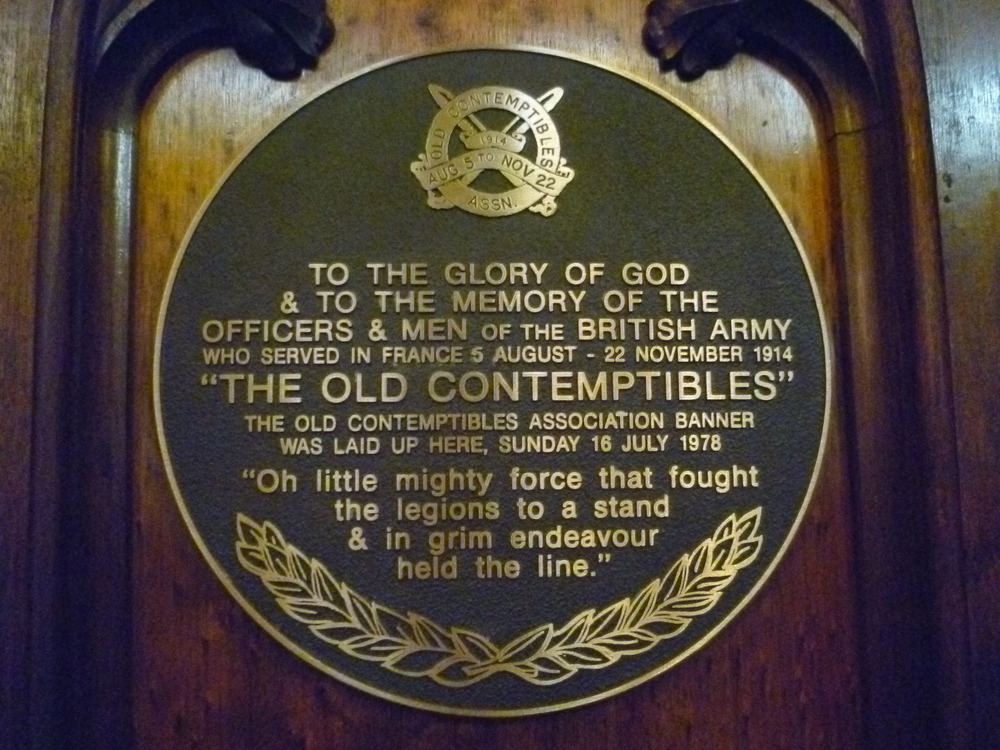 OLD CONTEMPTIBLES
1914
AUG 5 TO NOV 22
ASSN.
TO THE GLORY OF GOD
& TO THE MEMORY OF THE
OFFICERS & MEN OF THE BRITISH ARMY
WHO SERVED IN FRANCE 5 AUGUST - 22 NOVEMBER 1914
“THE OLD CONTEMPTIBLES”
THE OLD CONTEMPTIBLES ASSOCIATION BANNER
WAS LAID UP HERE, SUNDAY 16 JULY 1978
“Oh little mighty force that fought
the legions to a stand
& in grim endeavour
held the line.”